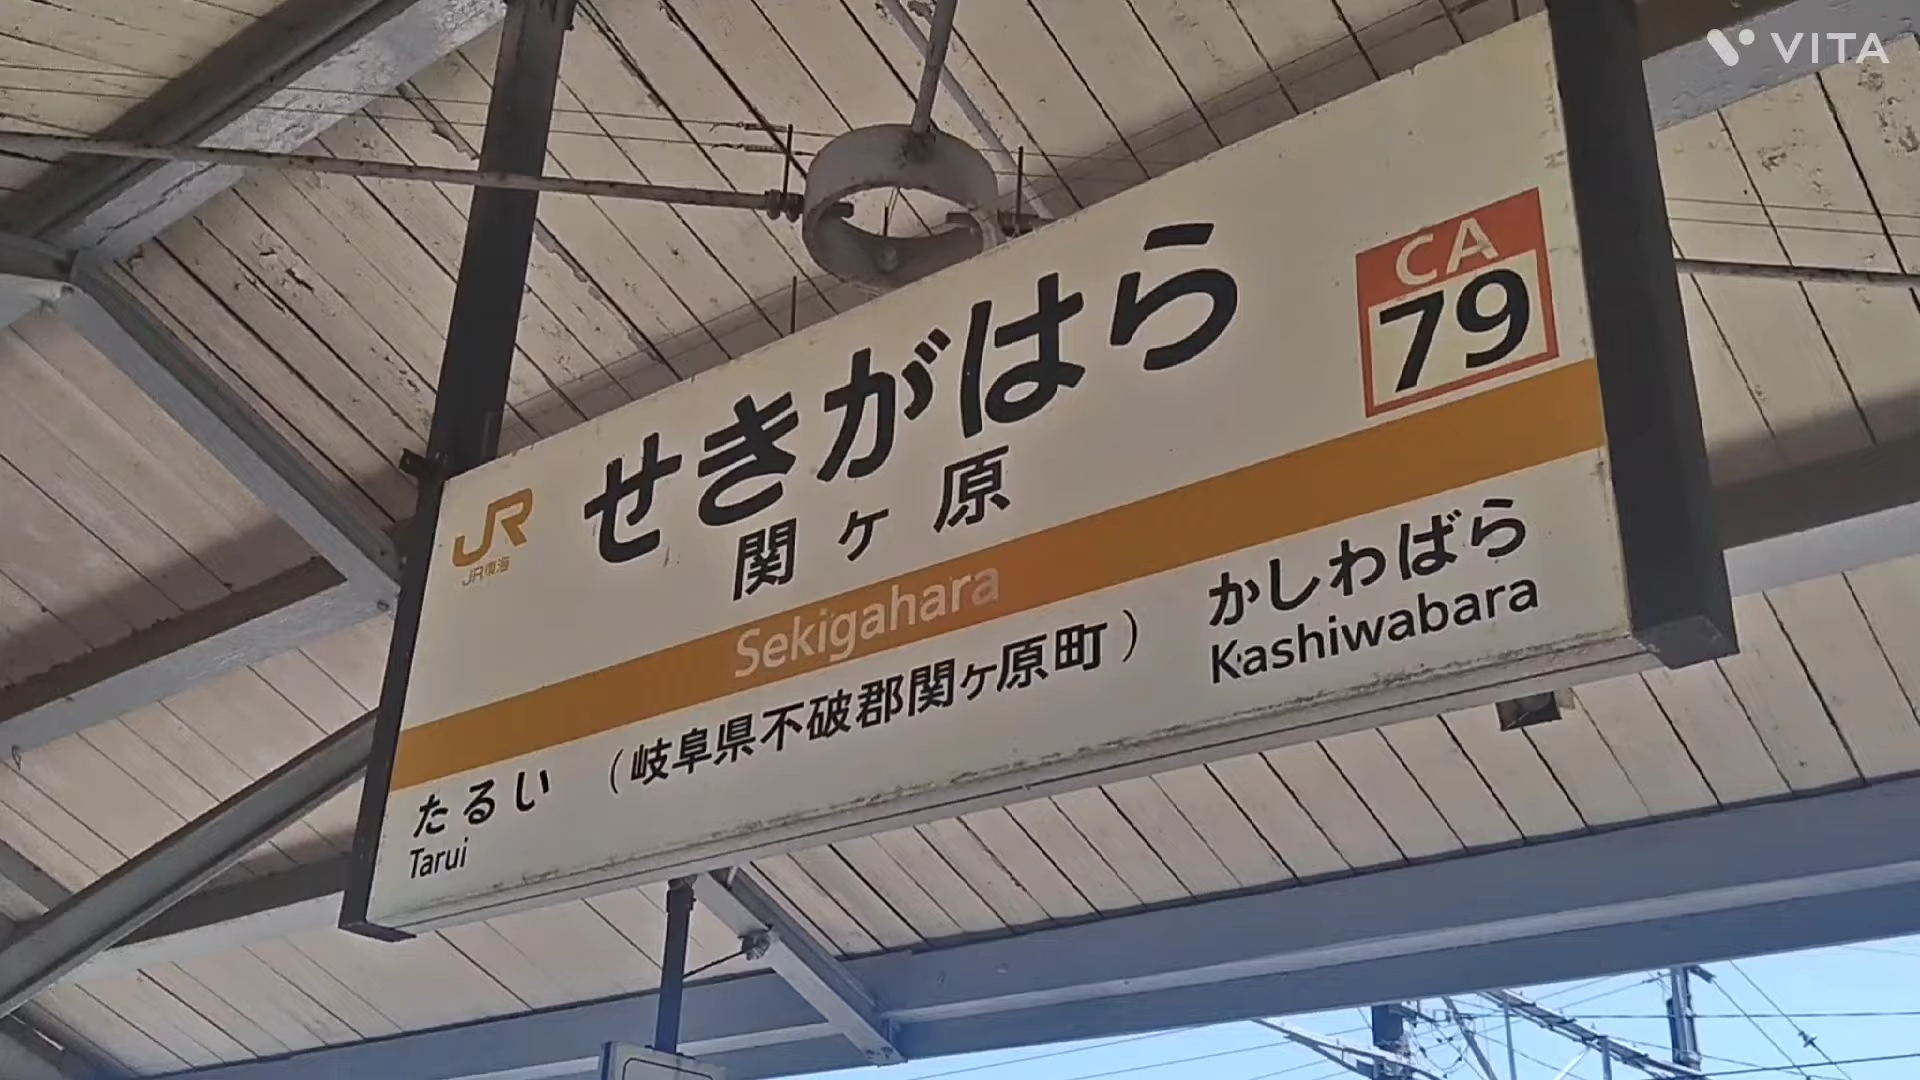 VITA
CA
79
せきがはら
JR
JR東海
関ヶ原
Sekigahara
かしわばら
Kashiwabara
(岐阜県不破郡関ヶ原町)
たるい
Tarui